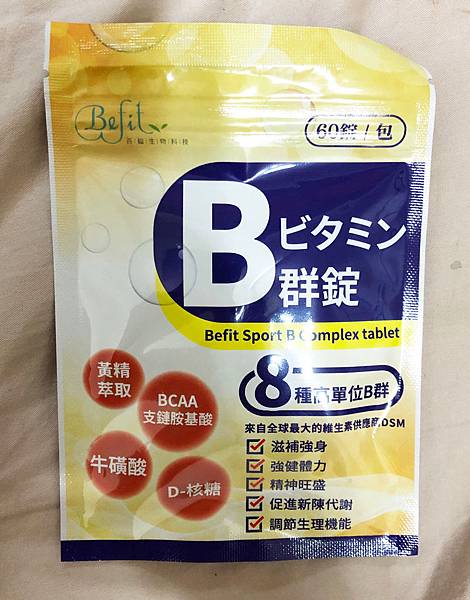 Befit
百福生物科技
60錠/包
B ビタミン
群錠
Befit Sport B Complex tablet
8種高單位B群
來自全球最大的維生素供應商DSM
滋補強身
強健體力
精神旺盛
促進新陳代謝
調節生理機能
黃精
萃取
BCAA
支鏈胺基酸
牛磺酸
D-核糖